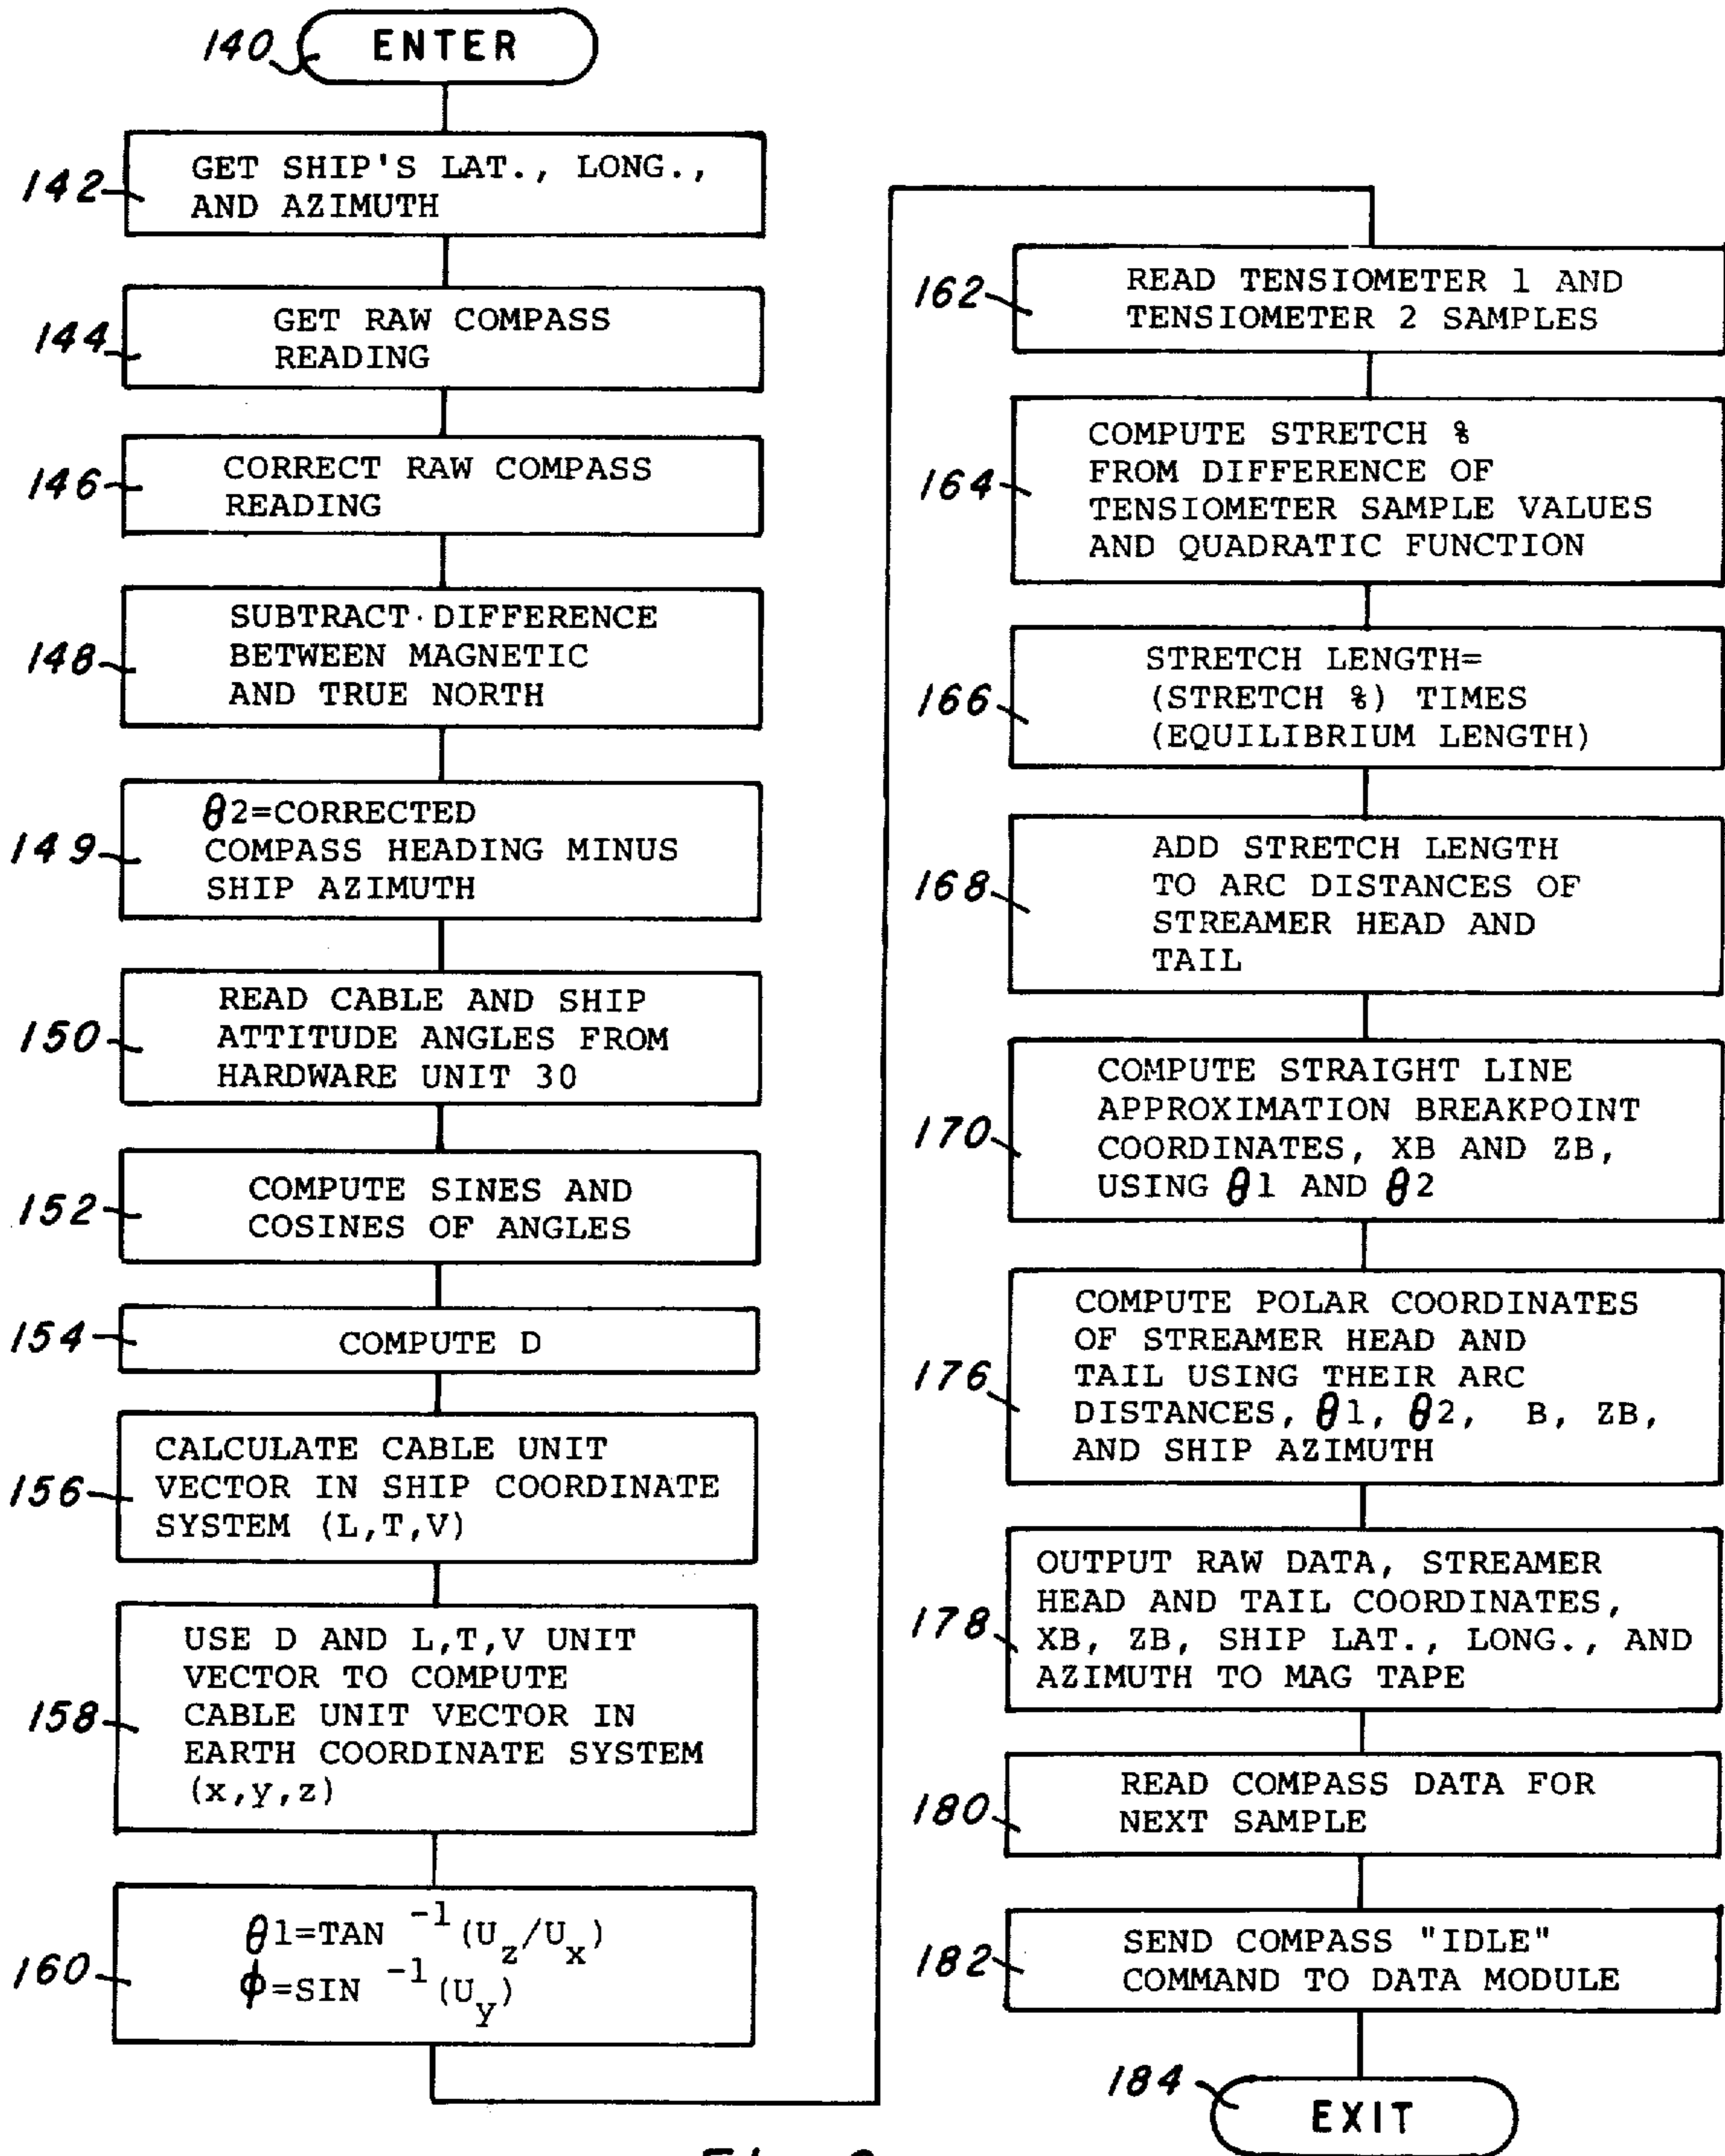 140 ENTER
142 GET SHIP'S LAT., LONG.,
AND AZIMUTH
144 GET RAW COMPASS
READING
146 CORRECT RAW COMPASS
READING
148 SUBTRACT DIFFERENCE
BETWEEN MAGNETIC
AND TRUE NORTH
149 θ2=CORRECTED
COMPASS HEADING MINUS
SHIP AZIMUTH
150 READ CABLE AND SHIP
ATTITUDE ANGLES FROM
HARDWARE UNIT 30
152 COMPUTE SINES AND
COSINES OF ANGLES
154 COMPUTE D
156 CALCULATE CABLE UNIT
VECTOR IN SHIP COORDINATE
SYSTEM (L,T,V)
158 USE D AND L,T,V UNIT
VECTOR TO COMPUTE
CABLE UNIT VECTOR IN
EARTH COORDINATE SYSTEM
(x,y,z)
160 θ1=TAN⁻¹(U_z/U_x)
ϕ=SIN⁻¹(U_y)
162 READ TENSIOMETER 1 AND
TENSIOMETER 2 SAMPLES
164 COMPUTE STRETCH %
FROM DIFFERENCE OF
TENSIOMETER SAMPLE VALUES
AND QUADRATIC FUNCTION
166 STRETCH LENGTH=
(STRETCH %) TIMES
(EQUILIBRIUM LENGTH)
168 ADD STRETCH LENGTH
TO ARC DISTANCES OF
STREAMER HEAD AND
TAIL
170 COMPUTE STRAIGHT LINE
APPROXIMATION BREAKPOINT
COORDINATES, XB AND ZB,
USING θ1 AND θ2
176 COMPUTE POLAR COORDINATES
OF STREAMER HEAD AND
TAIL USING THEIR ARC
DISTANCES, θ1, θ2, B, ZB,
AND SHIP AZIMUTH
178 OUTPUT RAW DATA, STREAMER
HEAD AND TAIL COORDINATES,
XB, ZB, SHIP LAT., LONG., AND
AZIMUTH TO MAG TAPE
180 READ COMPASS DATA FOR
NEXT SAMPLE
182 SEND COMPASS "IDLE"
COMMAND TO DATA MODULE
184 EXIT